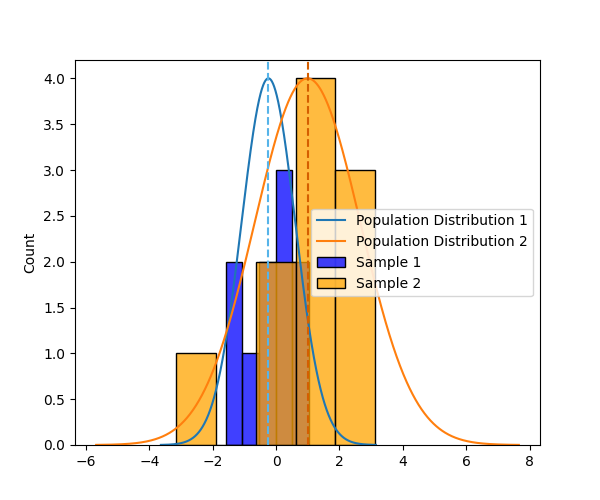 4.0
3.5
3.0
2.5
2.0
1.5
1.0
0.5
0.0
Count
Population Distribution 1
Population Distribution 2
Sample 1
Sample 2
−6 −4 −2 0 2 4 6 8